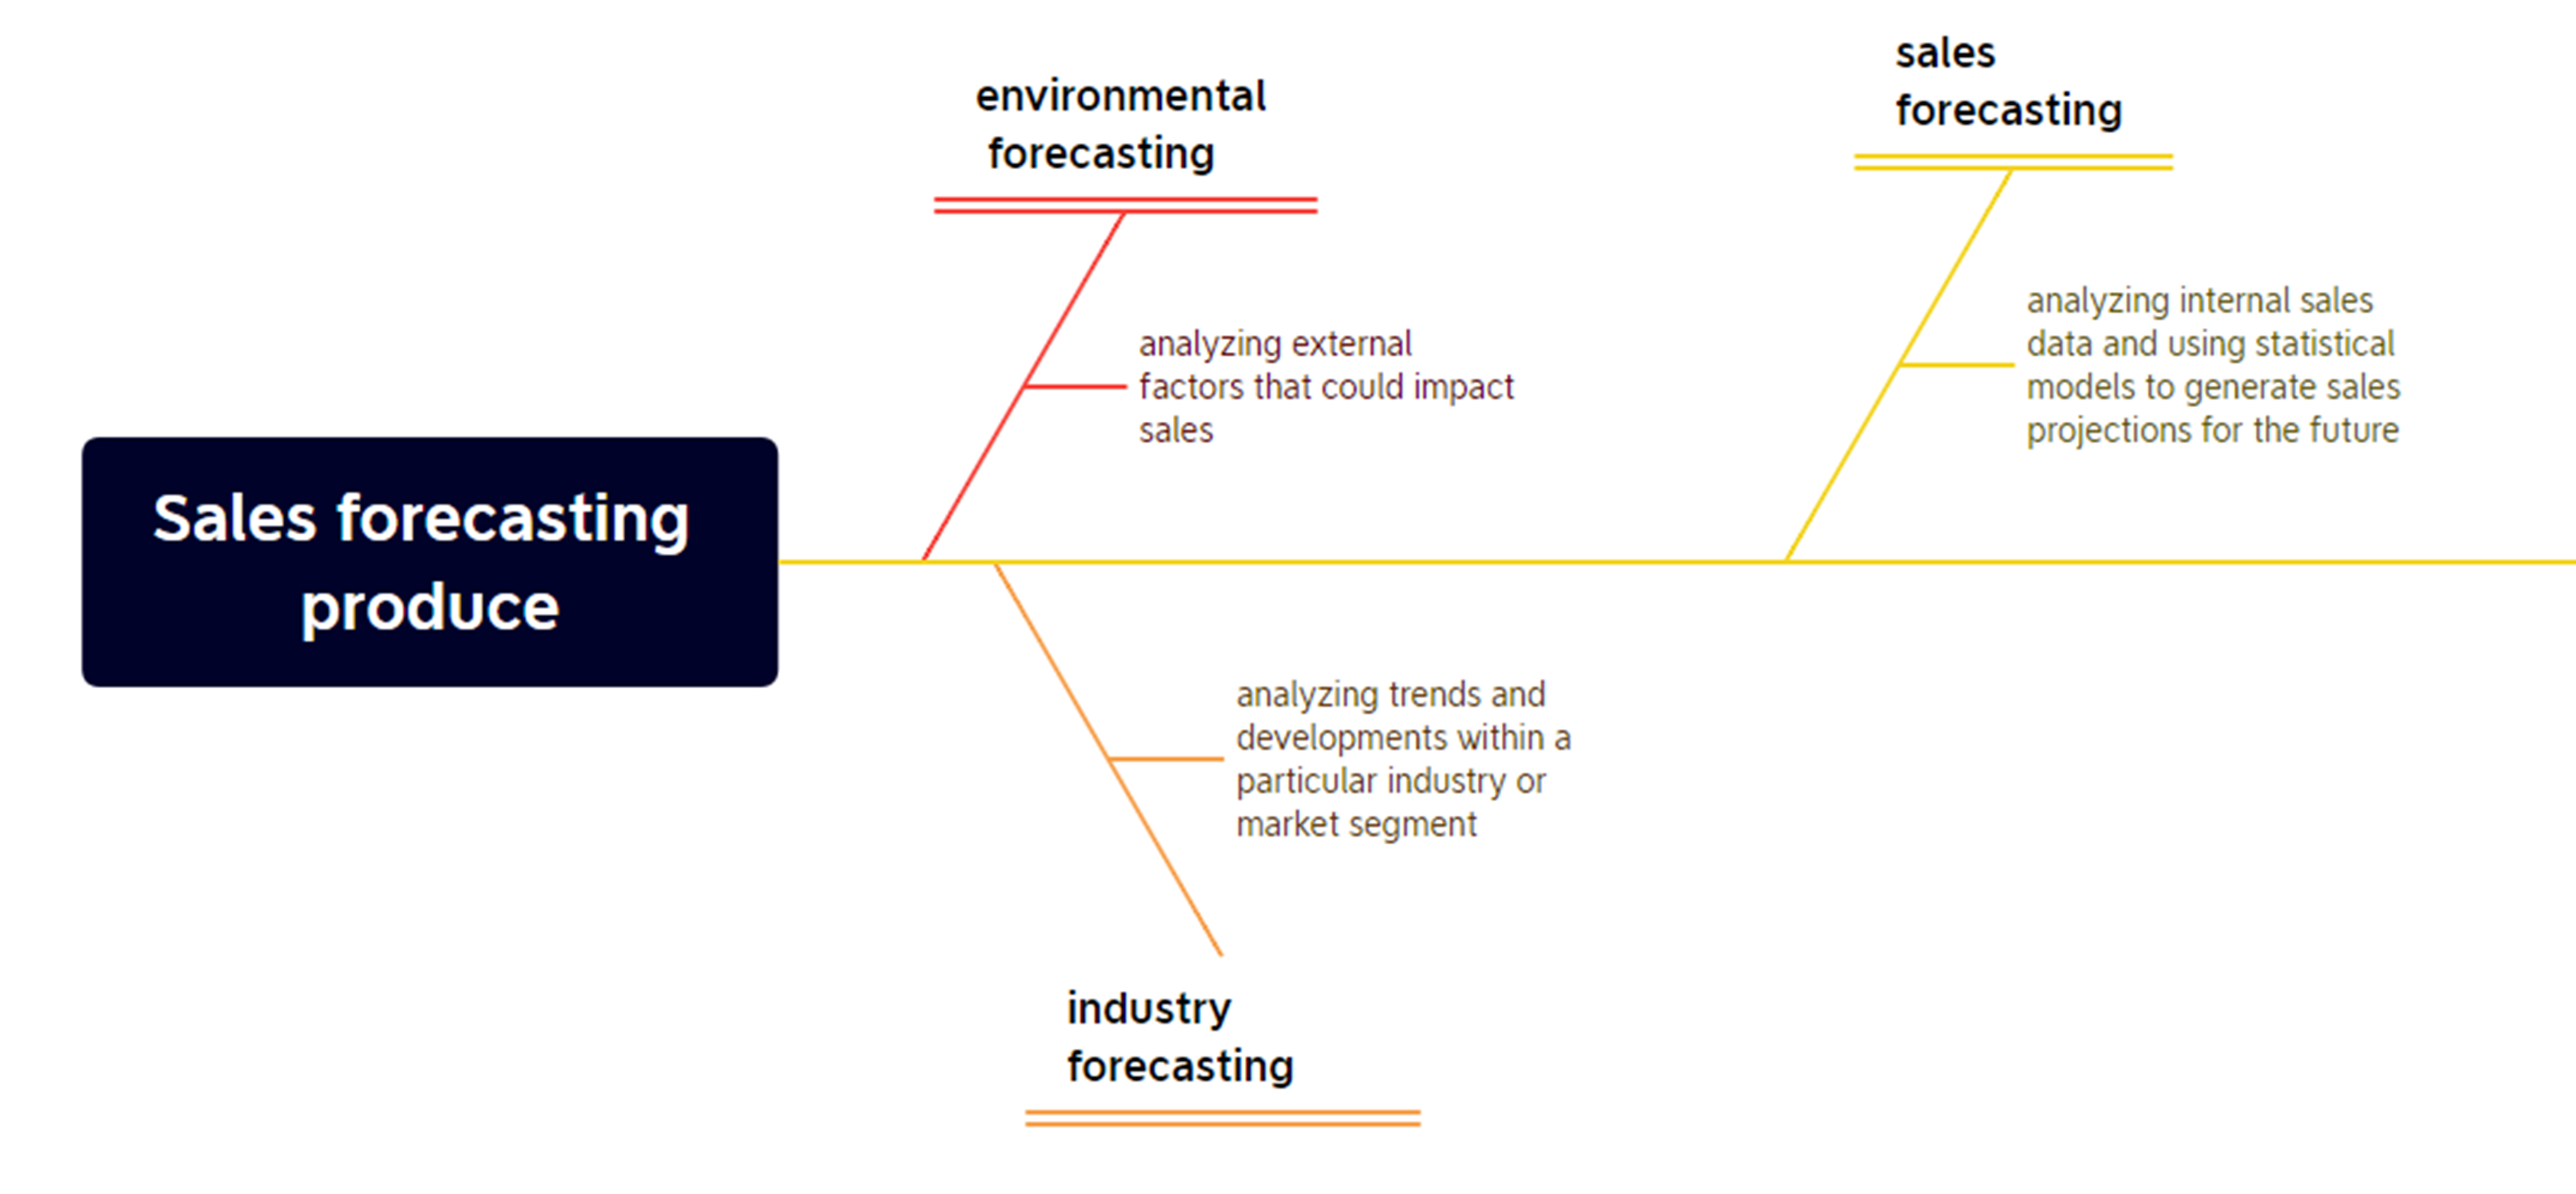 Sales forecasting
produce
environmental
forecasting
analyzing external
factors that could impact
sales
industry
forecasting
analyzing trends and
developments within a
particular industry or
market segment
sales
forecasting
analyzing internal sales
data and using statistical
models to generate sales
projections for the future